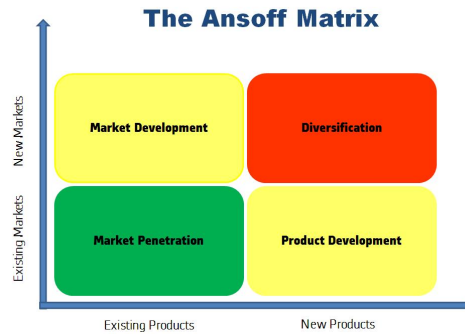 The Ansoff Matrix
New Markets
Market Development
Diversification
Existing Markets
Market Penetration
Product Development
Existing Products
New Products